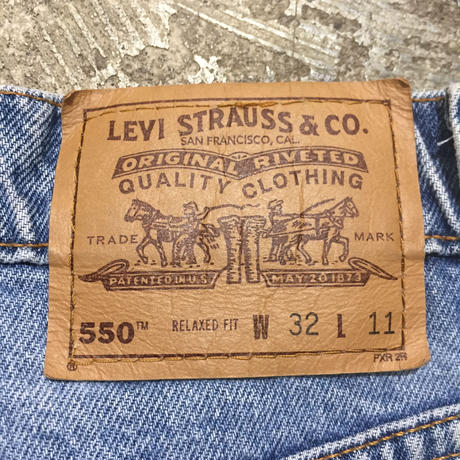 LEVI STRAUSS & CO.
SAN FRANCISCO, CAL.
ORIGINAL RIVETED
QUALITY CLOTHING
TRADE MARK
PATENTED IN U.S. MAY 20 1873
550™ RELAXED FIT W 32 L 11
® PXR 2R